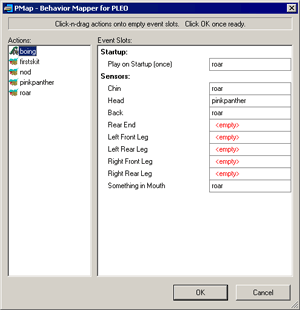 PMap - Behavior Mapper for PLEO
Click-n-drag actions onto empty event slots. Click OK once ready.
Actions:
boing
firstskit
nod
pinkpanther
roar
Event Slots:
Startup:
Play on Startup (once) roar
Sensors:
Chin roar
Head pinkpanther
Back roar
Rear End <empty>
Left Front Leg <empty>
Left Rear Leg <empty>
Right Front Leg <empty>
Right Rear Leg <empty>
Something in Mouth roar
OK Cancel